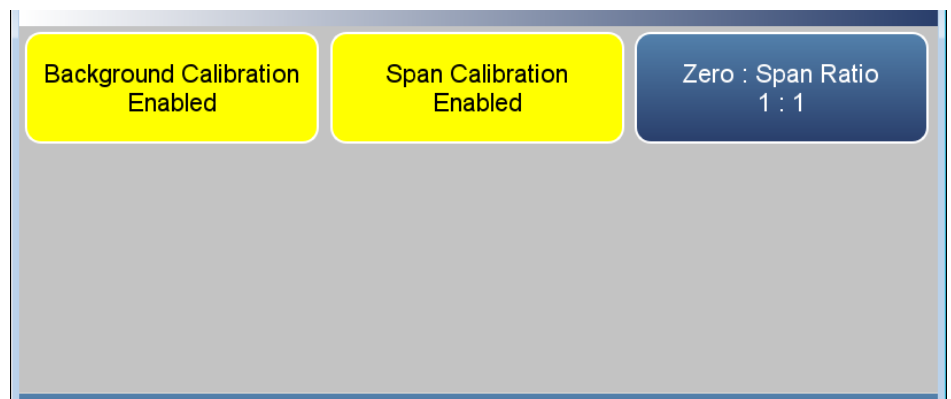 Background Calibration
Enabled
Span Calibration
Enabled
Zero : Span Ratio
1 : 1